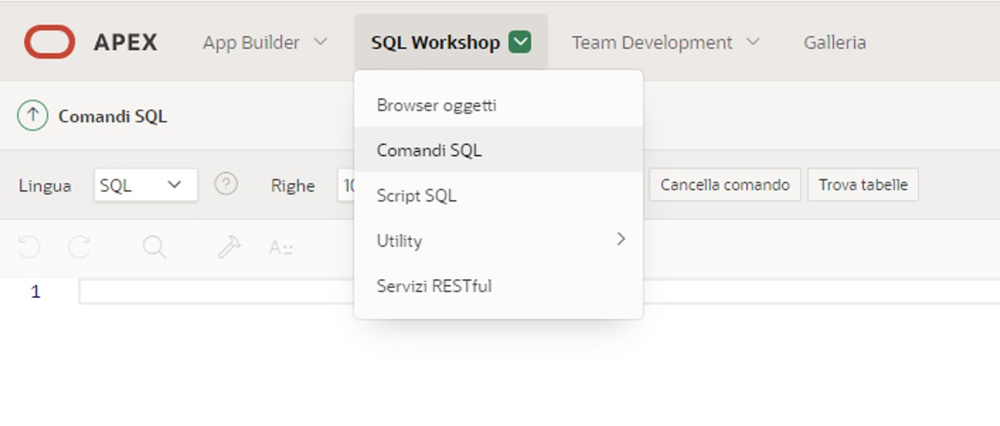 APEX App Builder SQL Workshop Team Development Galleria
Comandi SQL
Browser oggetti
Comandi SQL
Script SQL
Utility
Servizi RESTful
Lingua SQL ? Righe 10 Cancella comando Trova tabelle
A
1